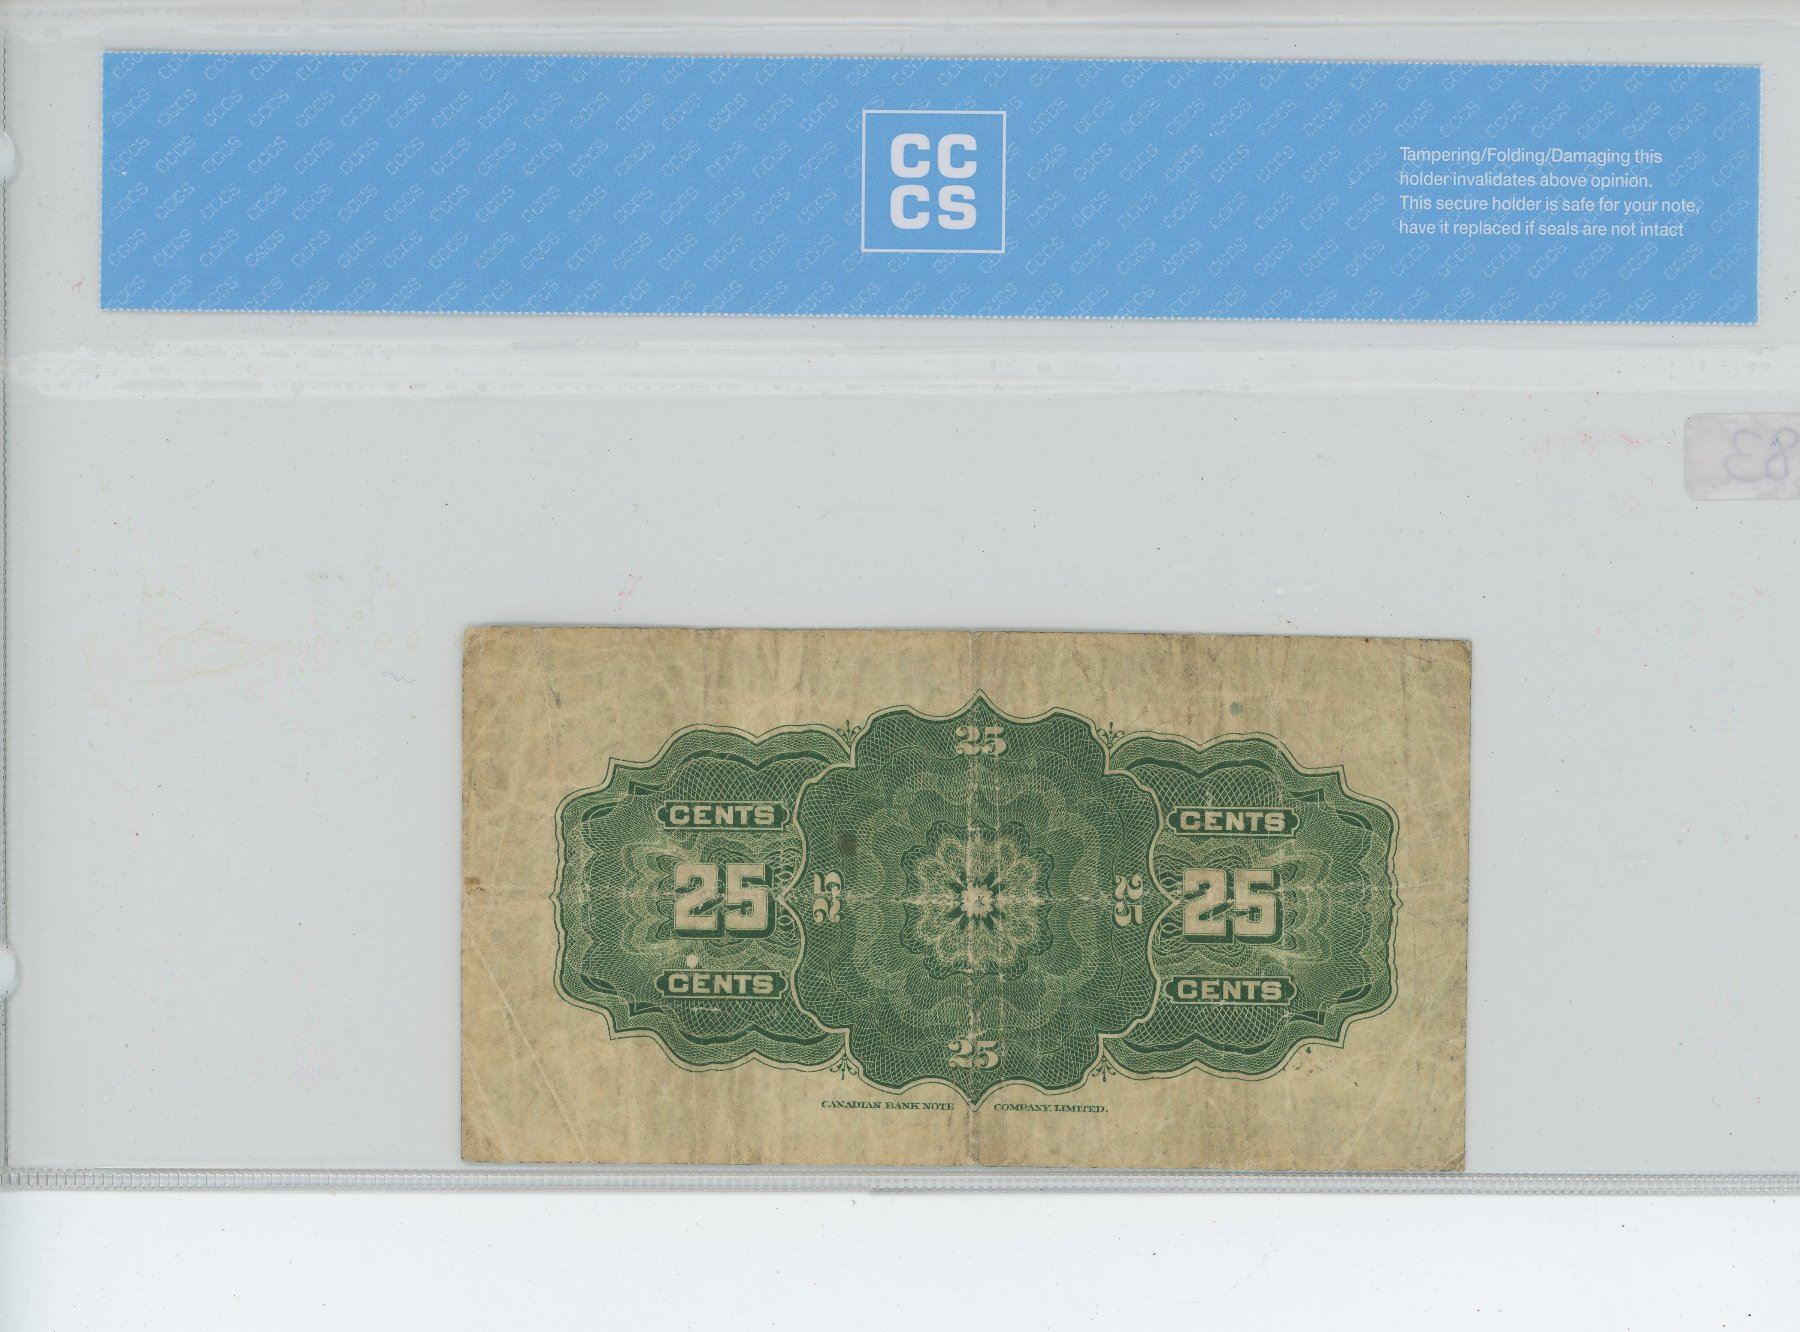 CC
CS
Tampering/Folding/Damaging this
holder invalidates above opinion.
This secure holder is safe for your note,
have it replaced if seals are not intact
83
25
CENTS
CENTS
25
25
25
25
CENTS
CENTS
25
CANADIAN BANK NOTE COMPANY, LIMITED.